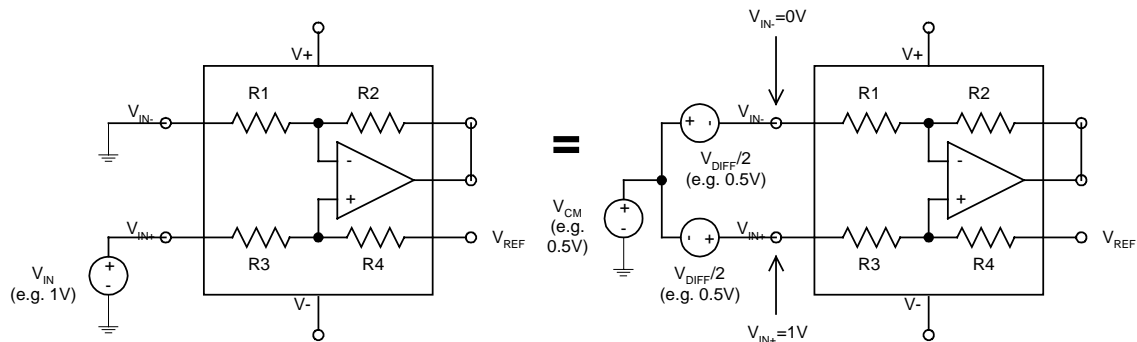 V+
R1
R2
V_IN-
-
+
V_IN+
R3
R4
V_REF
+
-
V_IN
(e.g. 1V)
V-
=
V_IN-=0V
V+
R1
R2
+
-
V_IN-
V_DIFF/2
(e.g. 0.5V)
-
+
+
-
V_CM
(e.g.
0.5V)
-
+
V_IN+
R3
R4
V_REF
V_DIFF/2
(e.g. 0.5V)
V-
V_IN+=1V